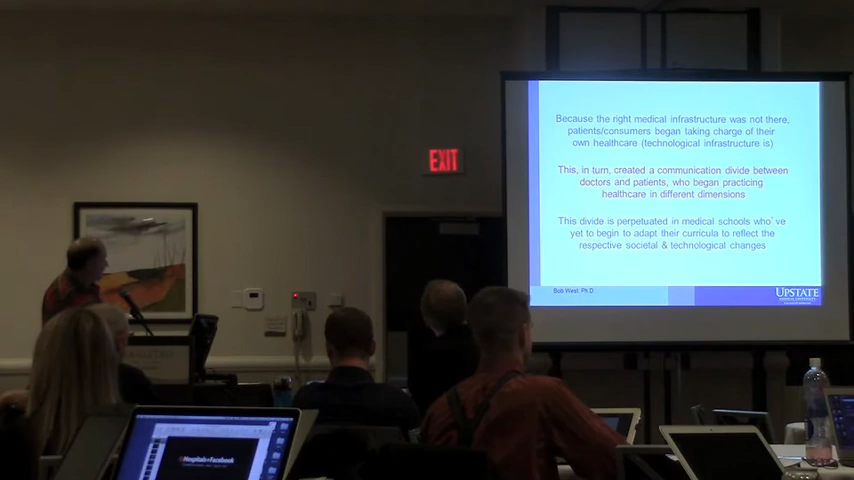 EXIT
Because the right medical infrastructure was not there,
patients/consumers began taking charge of their
own healthcare (technological infrastructure is)
This, in turn, created a communication divide between
doctors and patients, who began practicing
healthcare in different dimensions
This divide is perpetuated in medical schools who've
yet to begin to adapt their curricula to reflect the
respective societal & technological changes
Bob West, Ph.D.
UPSTATE
MEDICAL UNIVERSITY
Hospitals Facebook